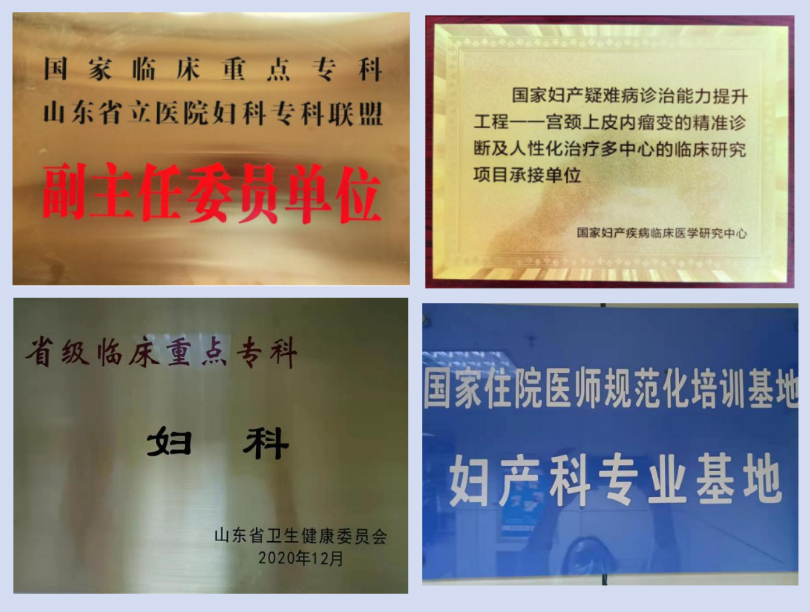 国家临床重点专科
山东省立医院妇科专科联盟
副主任委员单位
国家妇产疑难病诊治能力提升
工程——宫颈上皮内瘤变的精准诊
断及人性化治疗多中心的临床研究
项目承接单位
国家妇产疾病临床医学研究中心
省级临床重点专科
妇科
山东省卫生健康委员会
2020年12月
国家住院医师规范化培训基地
妇产科专业基地